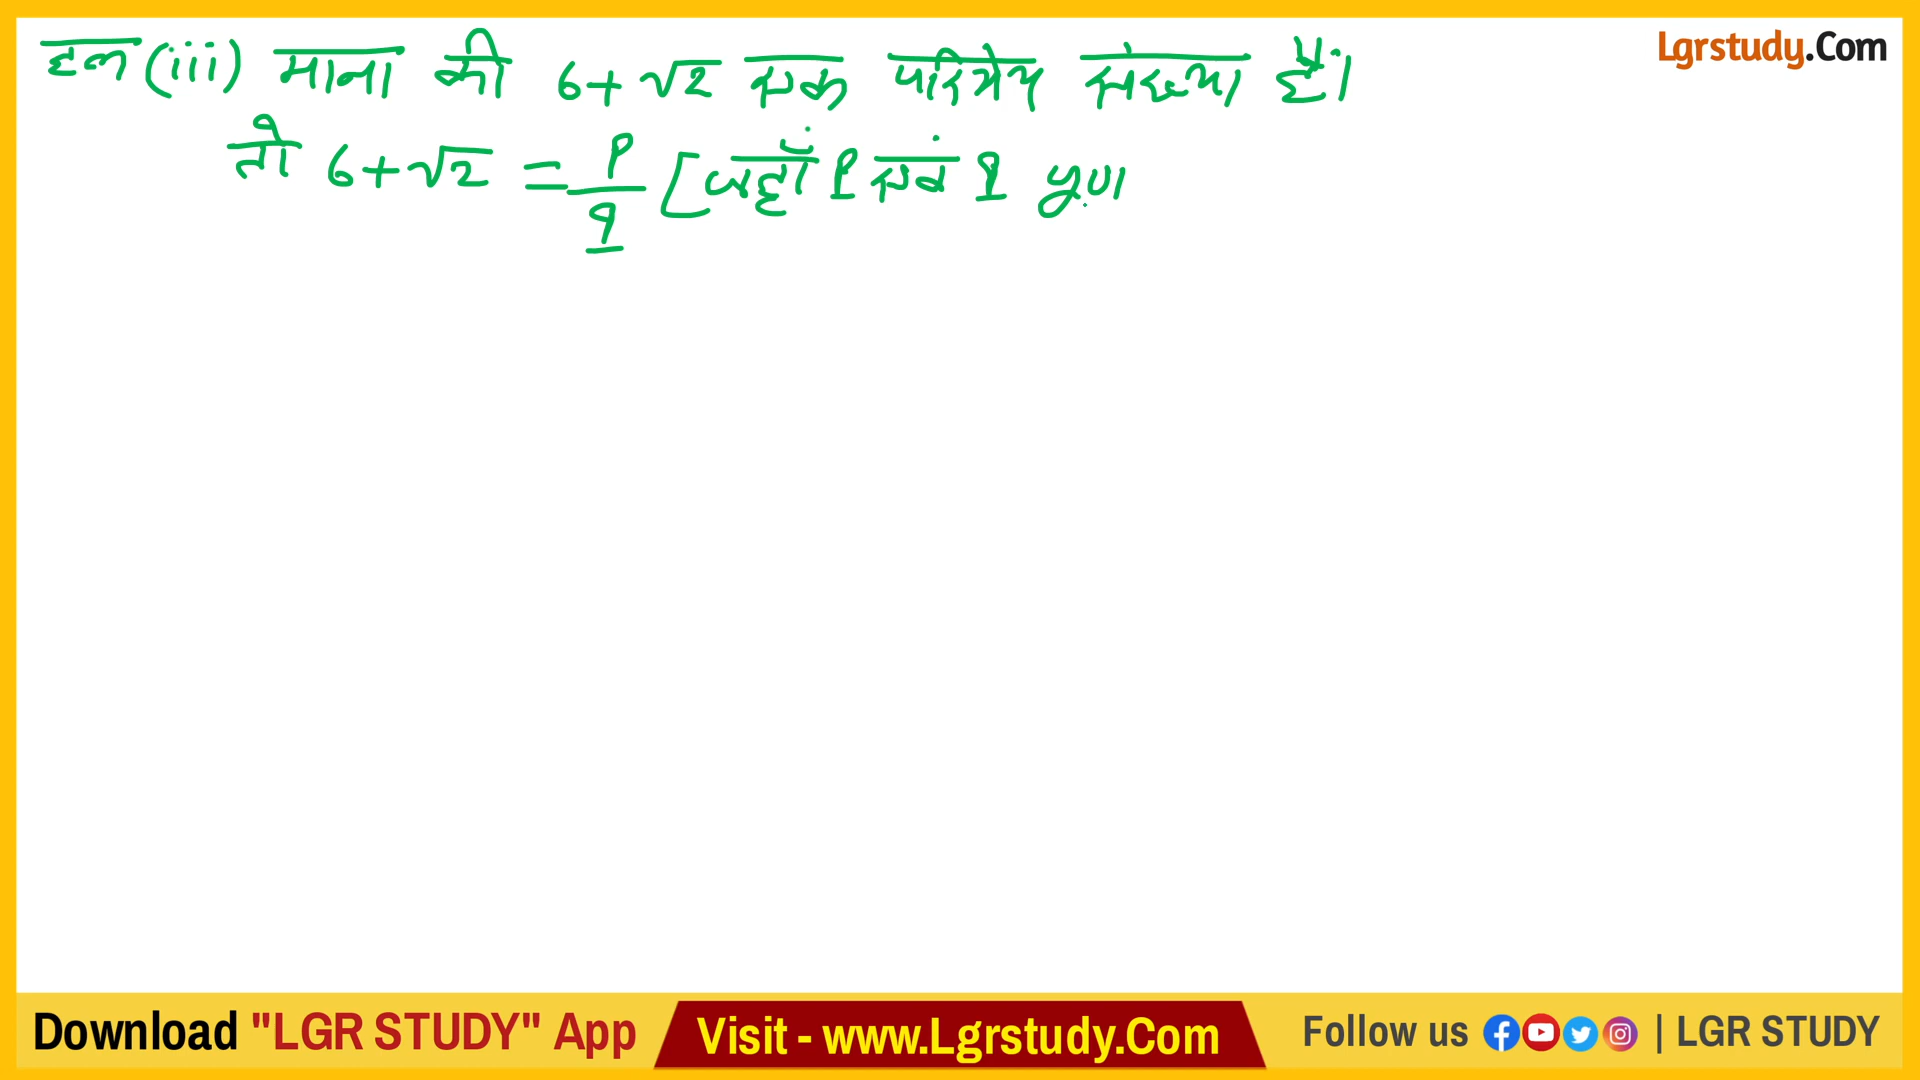 Lgrstudy.Com
हल (iii) माना की 6+√2 एक परिमेय संख्या हैं।
तो 6+√2 = p/q [जहाँ p एवं q पूर्ण
Download "LGR STUDY" App Visit - www.Lgrstudy.Com Follow us | LGR STUDY